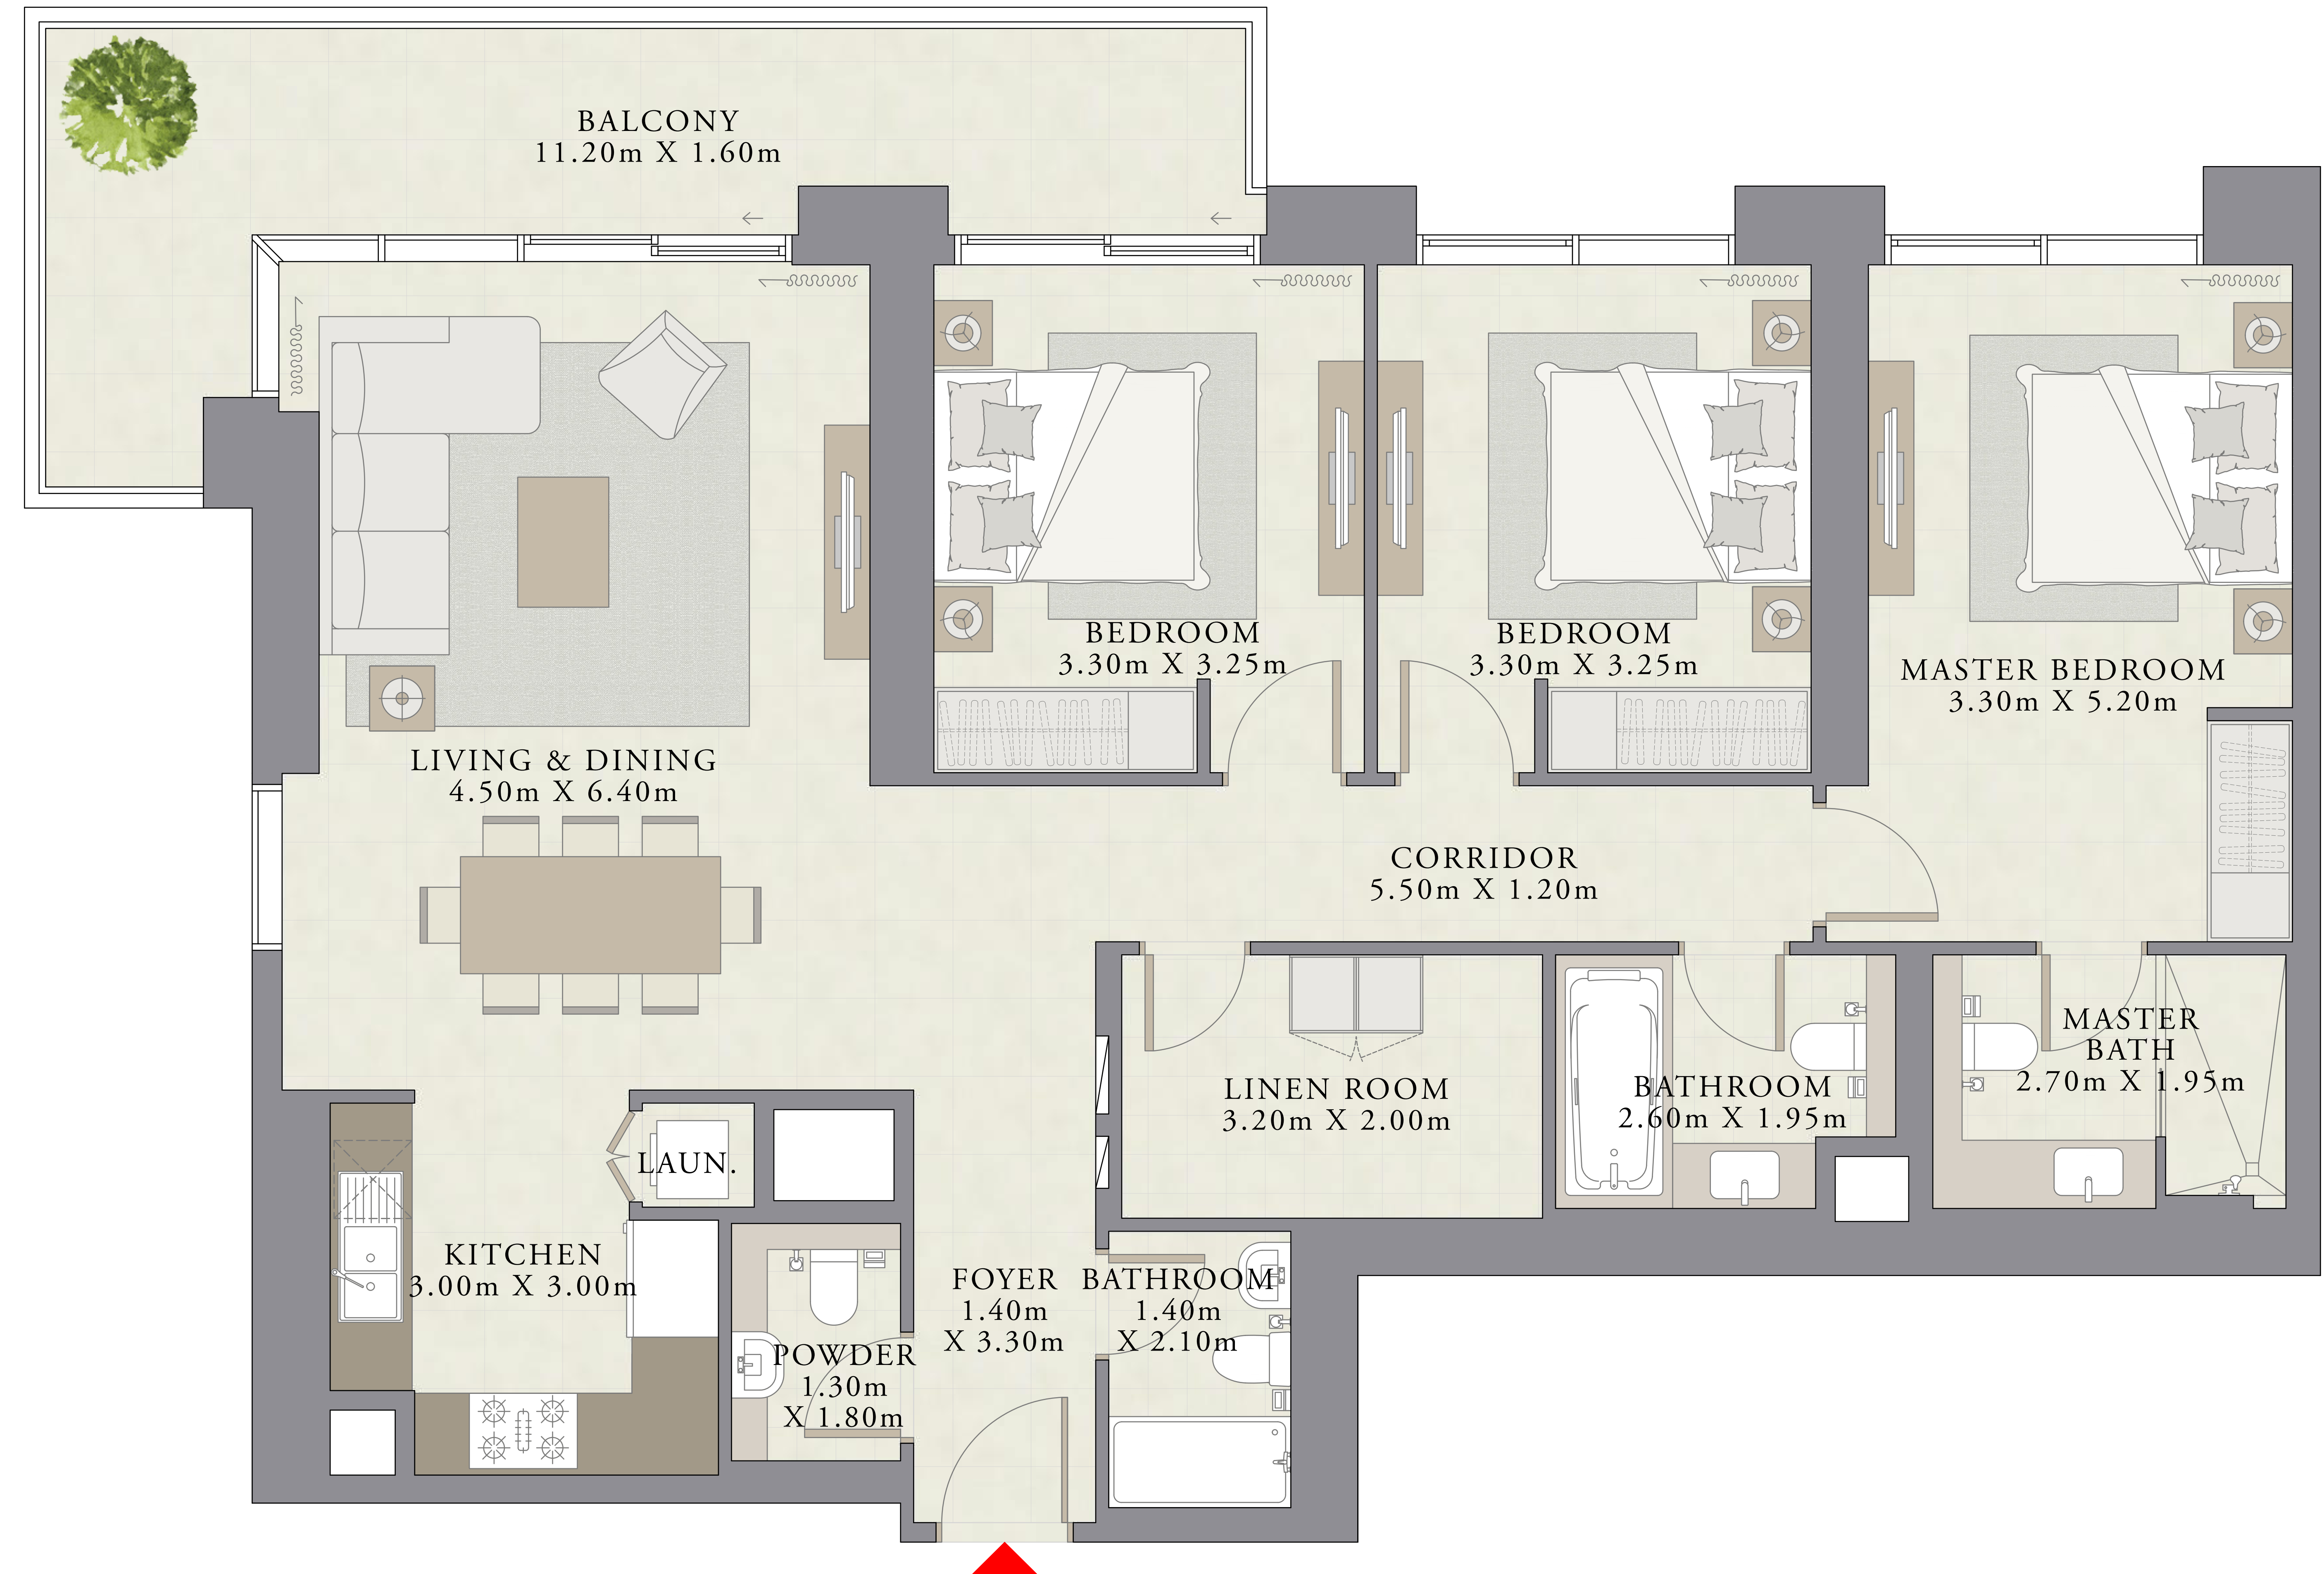 BALCONY
11.20m X 1.60m
BEDROOM
3.30m X 3.25m
BEDROOM
3.30m X 3.25m
MASTER BEDROOM
3.30m X 5.20m
LIVING & DINING
4.50m X 6.40m
CORRIDOR
5.50m X 1.20m
MASTER
BATH
2.70m X 1.95m
LINEN ROOM
3.20m X 2.00m
BATHROOM
2.60m X 1.95m
LAUN.
KITCHEN
3.00m X 3.00m
FOYER
1.40m
X 3.30m
BATHROOM
1.40m
X 2.10m
POWDER
1.30m
X 1.80m